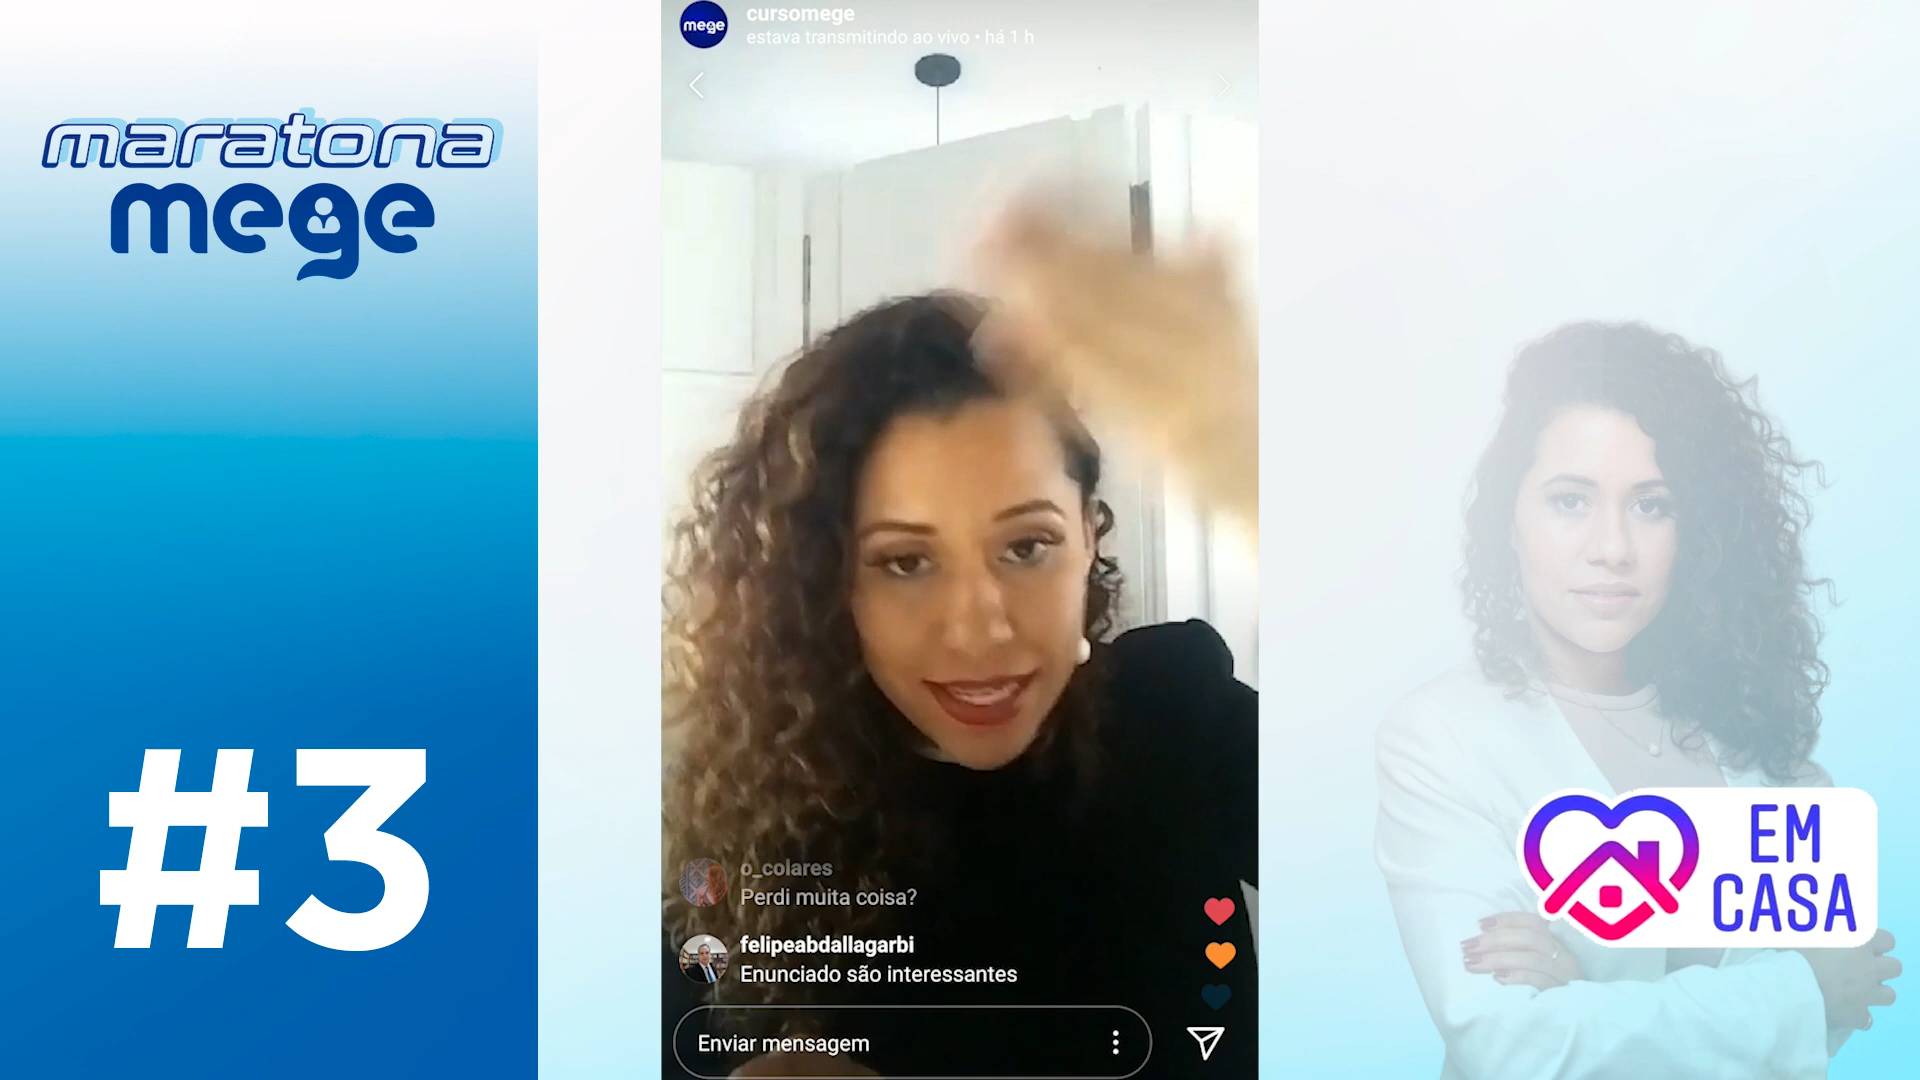 maratona
mege
#3
mege
cursomege
estava transmitindo ao vivo • há 1 h
o_colares
Perdi muita coisa?
felipeabdallagarbi
Enunciado são interessantes
Enviar mensagem
EM
CASA